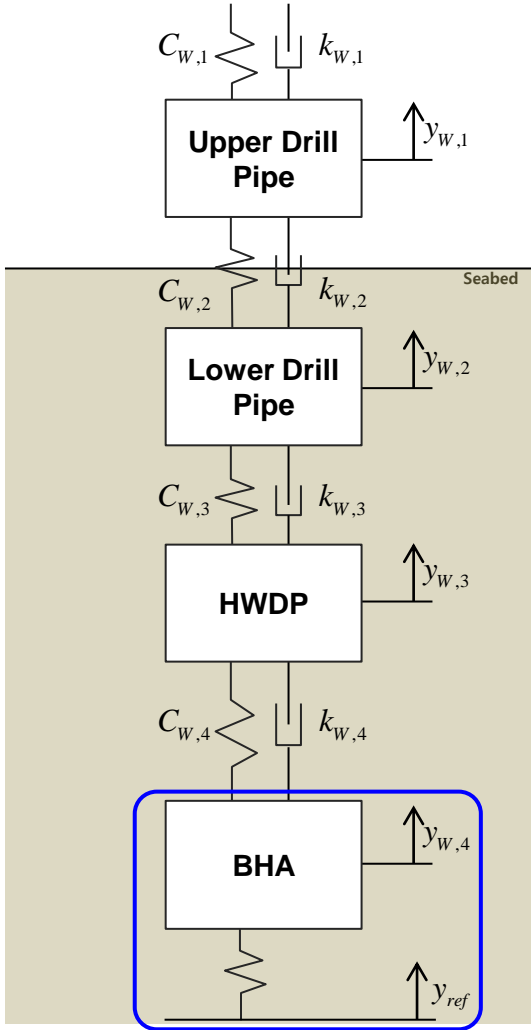 C_{W,1} k_{W,1}
Upper Drill
Pipe
y_{W,1}
Seabed
C_{W,2} k_{W,2}
Lower Drill
Pipe
y_{W,2}
C_{W,3} k_{W,3}
HWDP
y_{W,3}
C_{W,4} k_{W,4}
BHA
y_{W,4}
y_{ref}